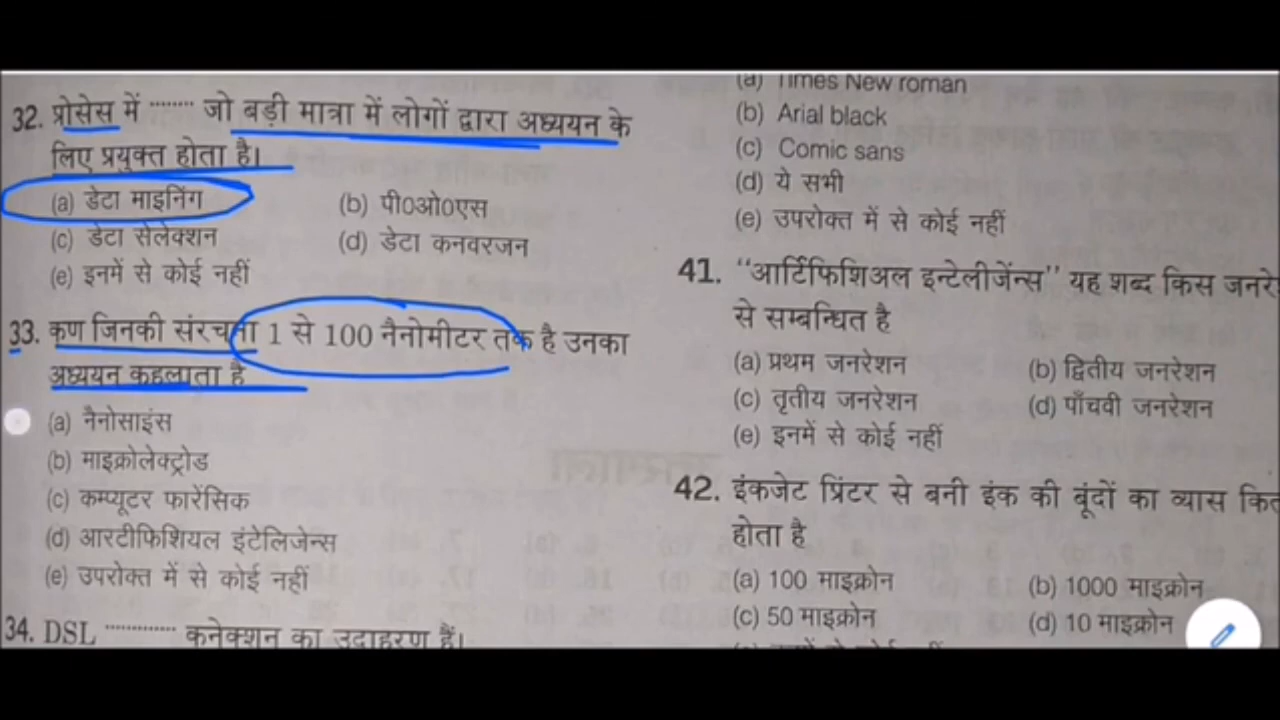 32. प्रोसेस में ········ जो बड़ी मात्रा में लोगों द्वारा अध्ययन के
लिए प्रयुक्त होता है।
(a) डेटा माइनिंग (b) पी0ओ0एस
(c) डेटा सेलेक्शन (d) डेटा कनवरजन
(e) इनमें से कोई नहीं
33. कण जिनकी संरचना 1 से 100 नैनोमीटर तक है उनका
अध्ययन कहलाता है
(a) नैनोसाइंस
(b) माइक्रोलेक्ट्रोड
(c) कम्प्यूटर फारेंसिक
(d) आरटीफिशियल इंटेलिजेन्स
(e) उपरोक्त में से कोई नहीं
34. DSL ············· कनेक्शन का उदाहरण हैं।
(a) Times New roman
(b) Arial black
(c) Comic sans
(d) ये सभी
(e) उपरोक्त में से कोई नहीं
41. “आर्टिफिशिअल इन्टेलीजेंन्स” यह शब्द किस जनरे
से सम्बन्धित है
(a) प्रथम जनरेशन (b) द्वितीय जनरेशन
(c) तृतीय जनरेशन (d) पाँचवी जनरेशन
(e) इनमें से कोई नहीं
42. इंकजेट प्रिंटर से बनी इंक की बूंदों का व्यास कित
होता है
(a) 100 माइक्रोन (b) 1000 माइक्रोन
(c) 50 माइक्रोन (d) 10 माइक्रोन